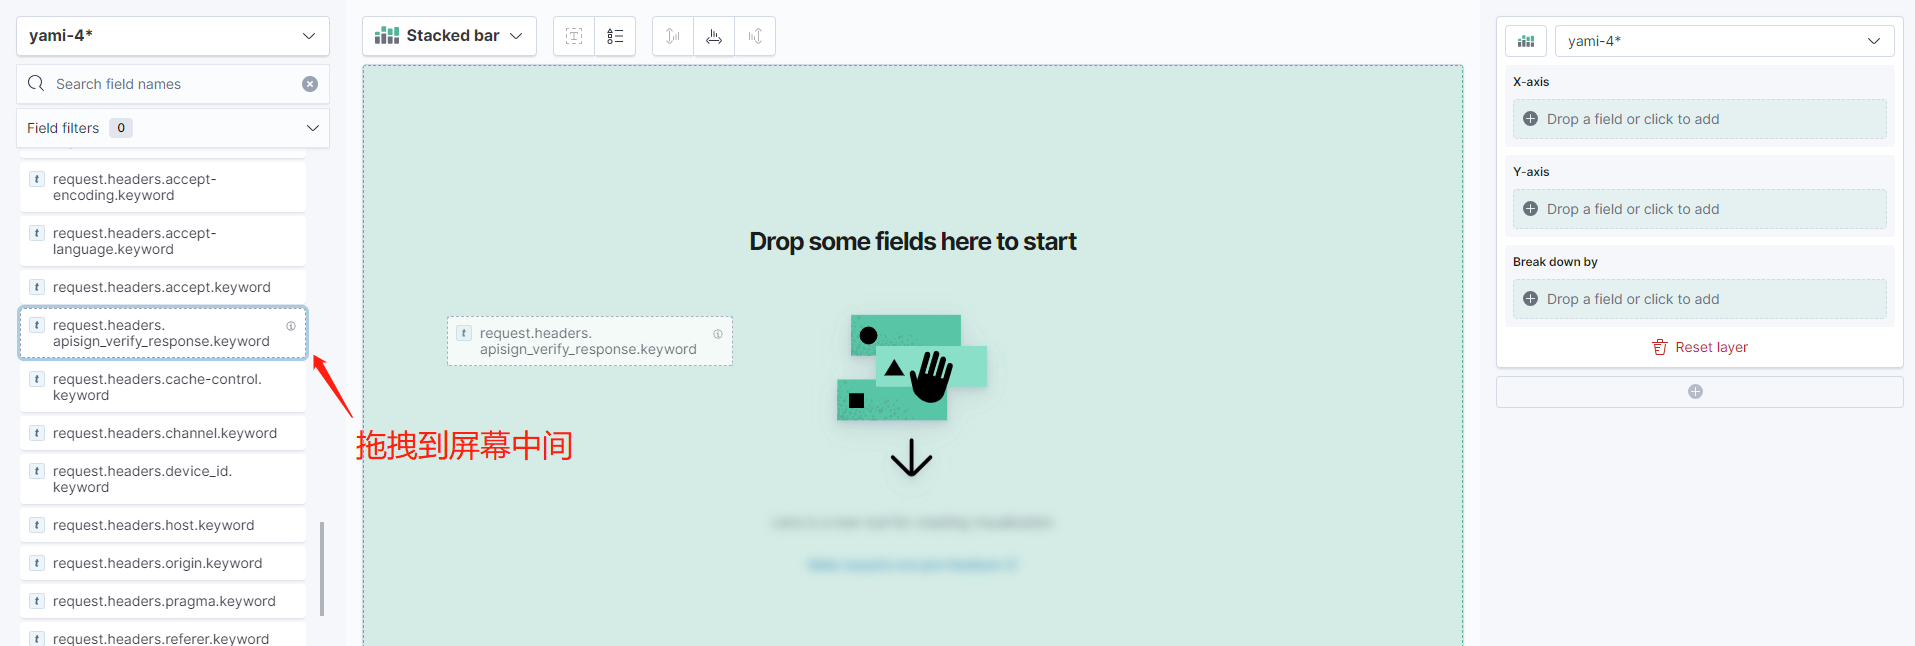 yami-4*
Search field names
Field filters 0
t request.headers.accept-
encoding.keyword
t request.headers.accept-
language.keyword
t request.headers.accept.keyword
t request.headers.
apisign_verify_response.keyword
t request.headers.cache-control.
keyword
t request.headers.channel.keyword
t request.headers.device_id.
keyword
t request.headers.host.keyword
t request.headers.origin.keyword
t request.headers.pragma.keyword
t request.headers.referer.keyword
Stacked bar
T
Drop some fields here to start
t request.headers.
apisign_verify_response.keyword
拖拽到屏幕中间
yami-4*
X-axis
Drop a field or click to add
Y-axis
Drop a field or click to add
Break down by
Drop a field or click to add
Reset layer